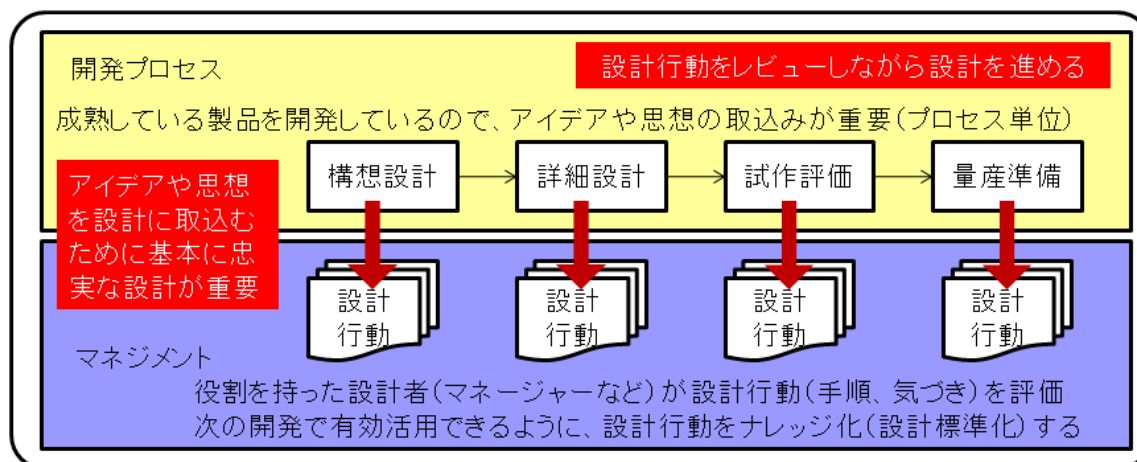 開発プロセス
設計行動をレビューしながら設計を進める
成熟している製品を開発しているので、アイデアや思想の取込みが重要(プロセス単位)
アイデアや思想
を設計に取込む
ために基本に忠
実な設計が重要
構想設計
詳細設計
試作評価
量産準備
設計
行動
設計
行動
設計
行動
設計
行動
マネジメント
役割を持った設計者(マネージャーなど)が設計行動(手順、気づき)を評価
次の開発で有効活用できるように、設計行動をナレッジ化(設計標準化)する